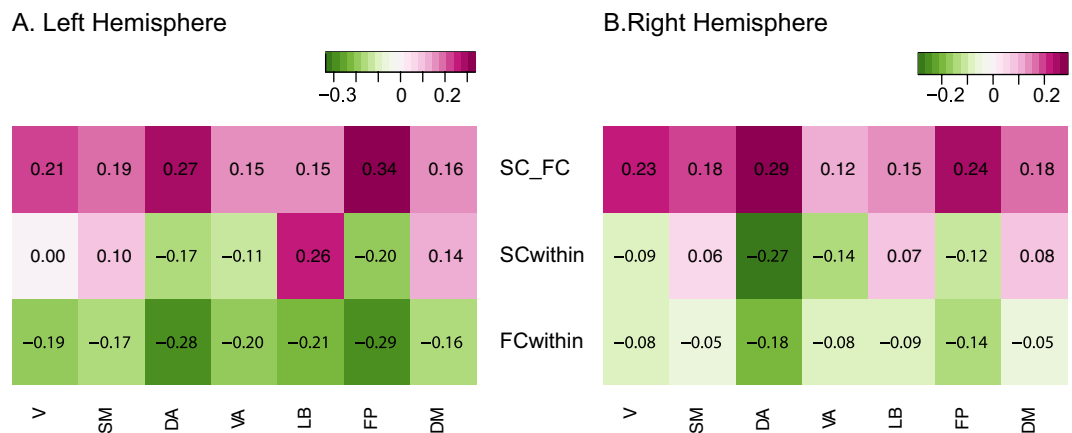 A. Left Hemisphere
B.Right Hemisphere
−0.3 0 0.2
−0.2 0 0.2
0.21 0.19 0.27 0.15 0.15 0.34 0.16 SC_FC 0.23 0.18 0.29 0.12 0.15 0.24 0.18
0.00 0.10 −0.17 −0.11 0.26 −0.20 0.14 SCwithin −0.09 0.06 −0.27 −0.14 0.07 −0.12 0.08
−0.19 −0.17 −0.28 −0.20 −0.21 −0.29 −0.16 FCwithin −0.08 −0.05 −0.18 −0.08 −0.09 −0.14 −0.05
V SM DA VA LB FP DM V SM DA VA LB FP DM